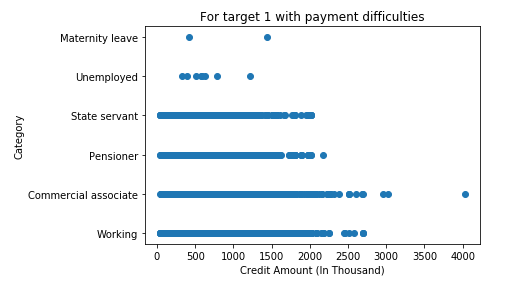 For target 1 with payment difficulties
Category
Maternity leave
Unemployed
State servant
Pensioner
Commercial associate
Working
0 500 1000 1500 2000 2500 3000 3500 4000
Credit Amount (In Thousand)